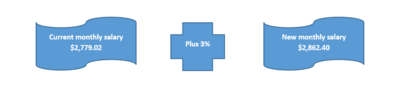 Current monthly salary
$2,779.02
Plus 3%
New monthly salary
$2,862.40